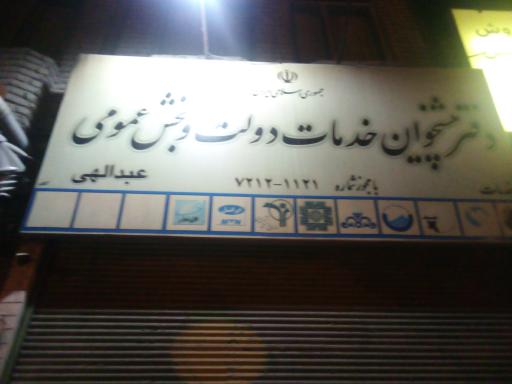 جمهوری اسلامی ایران
دفتر پیشخوان خدمات دولت و بخش عمومی
با مجوز شماره ۷۲۱۲-۱۱۲۱ عبدالهی